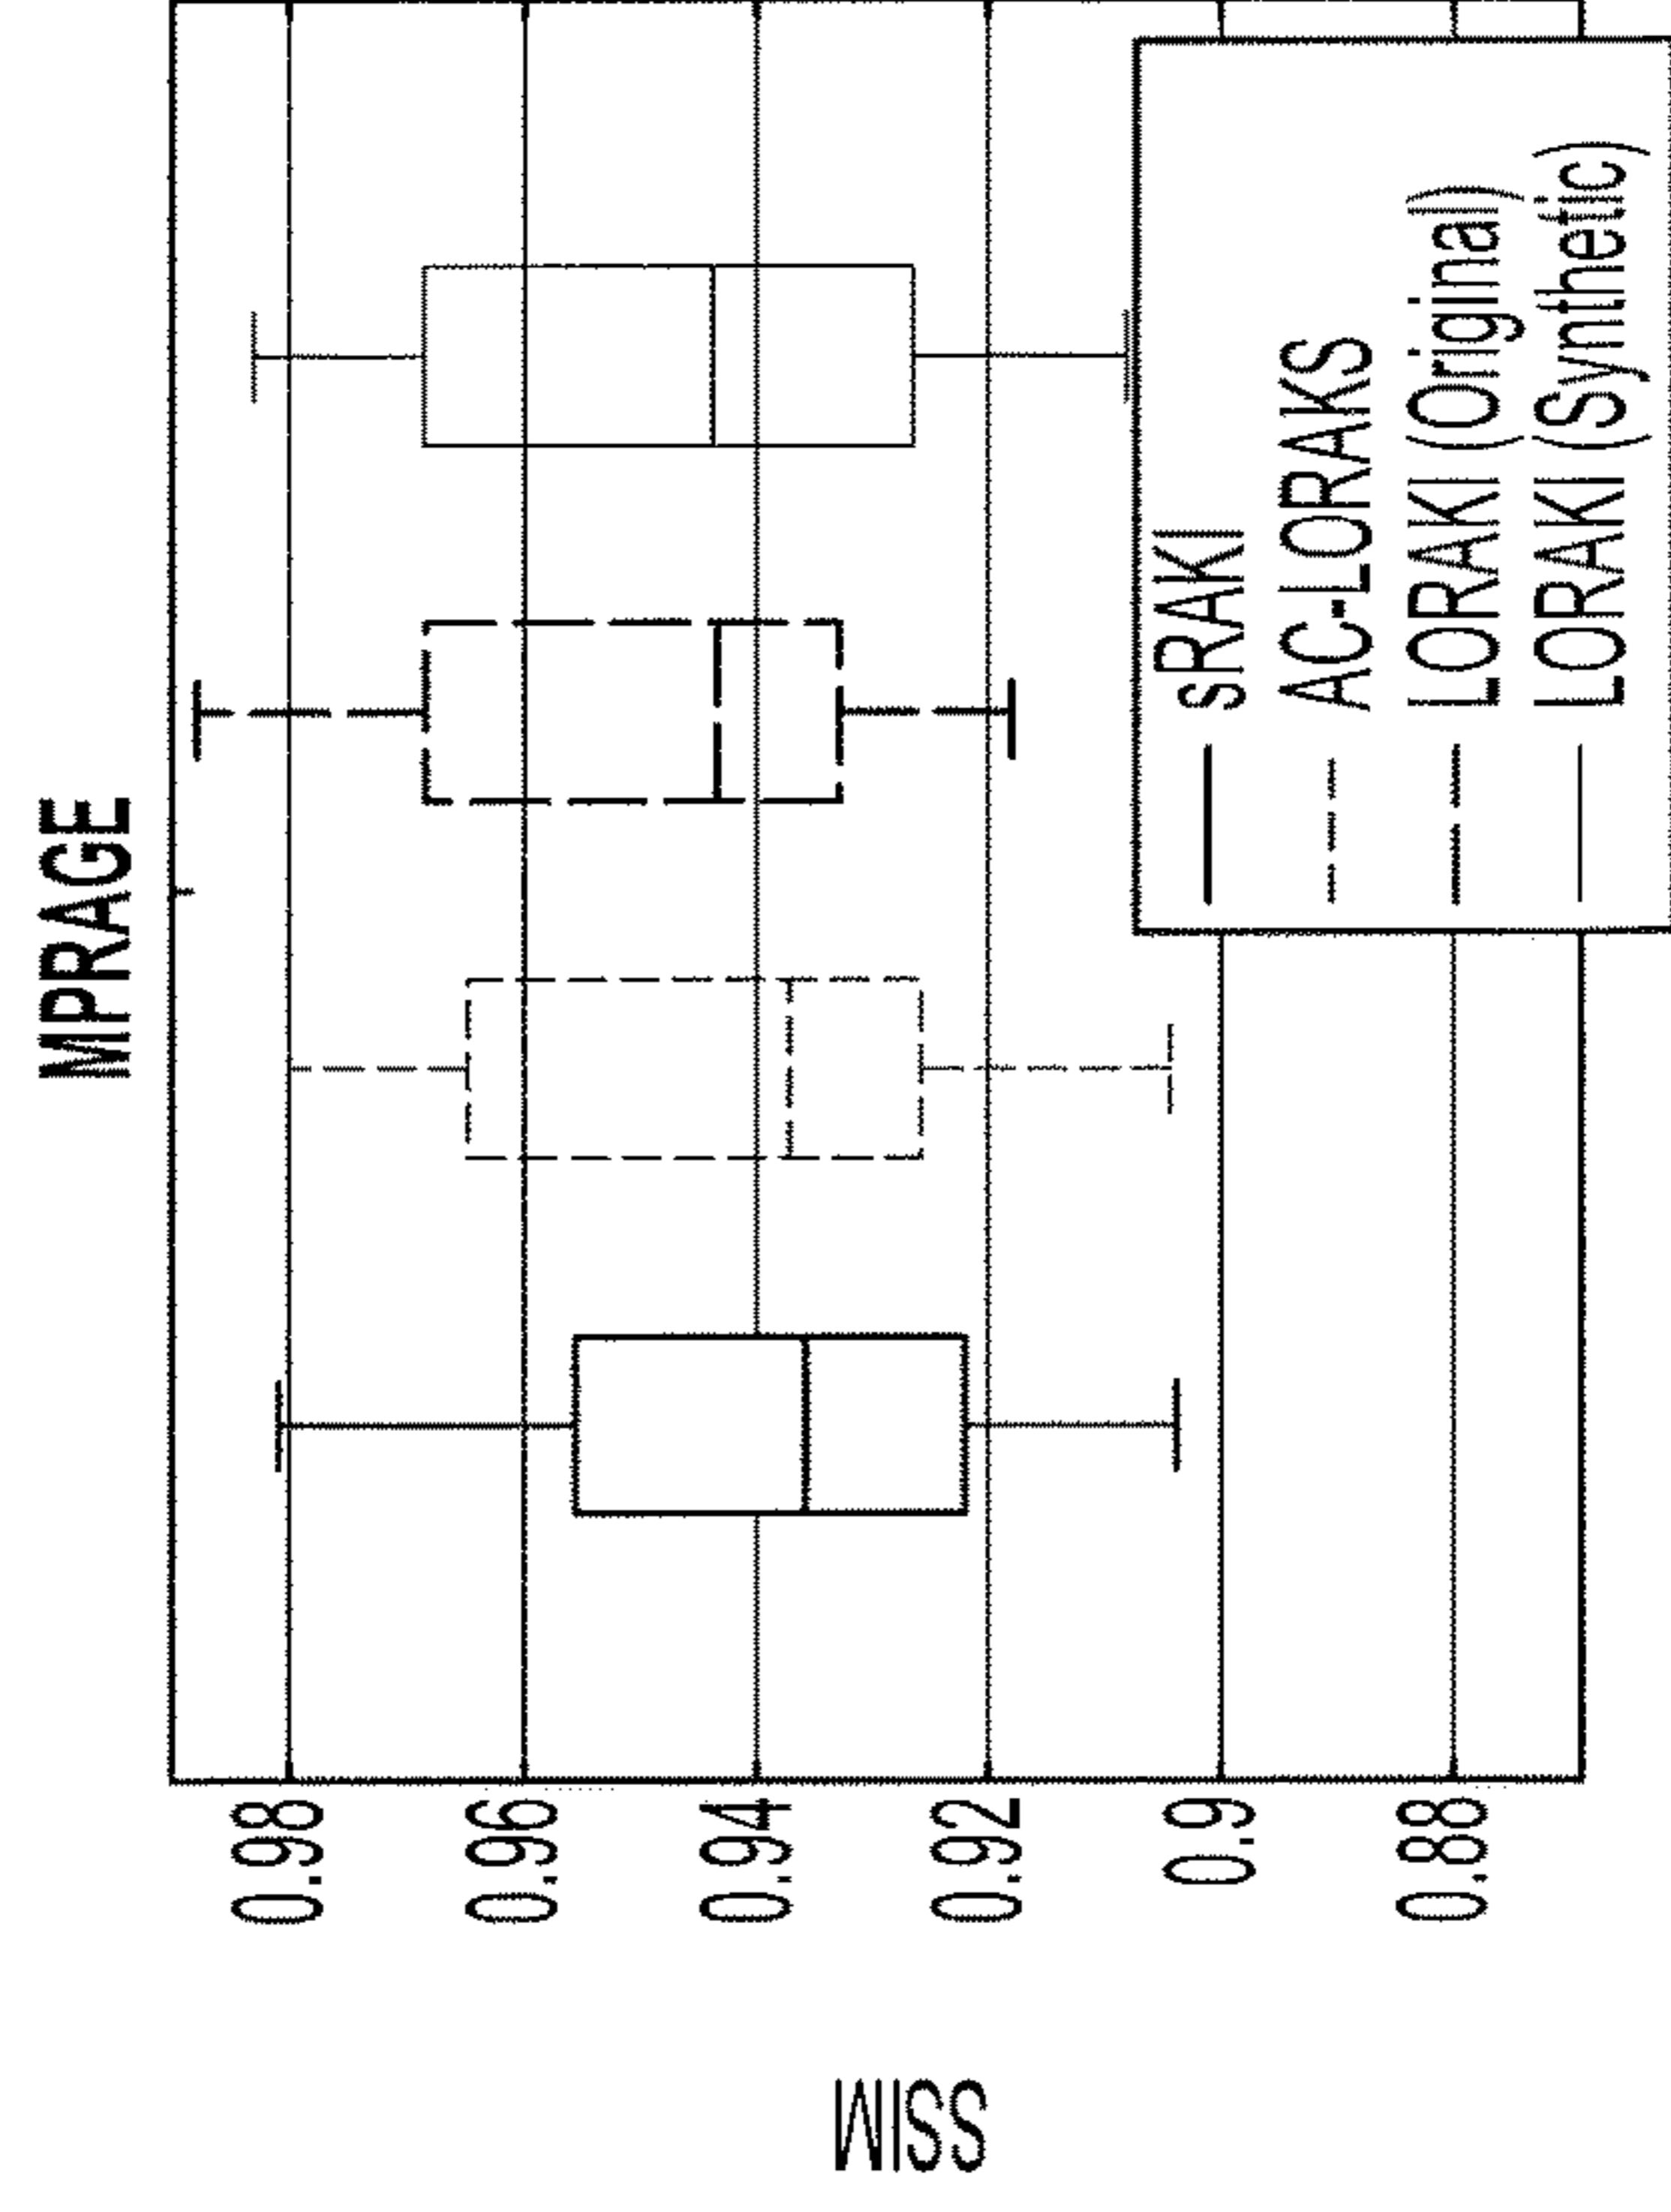 MPRAGE
SSIM
0.98
0.96
0.94
0.92
0.9
0.88
sRAKI
AC-LORAKS
LORAKI (Original)
LORAKI (Synthetic)